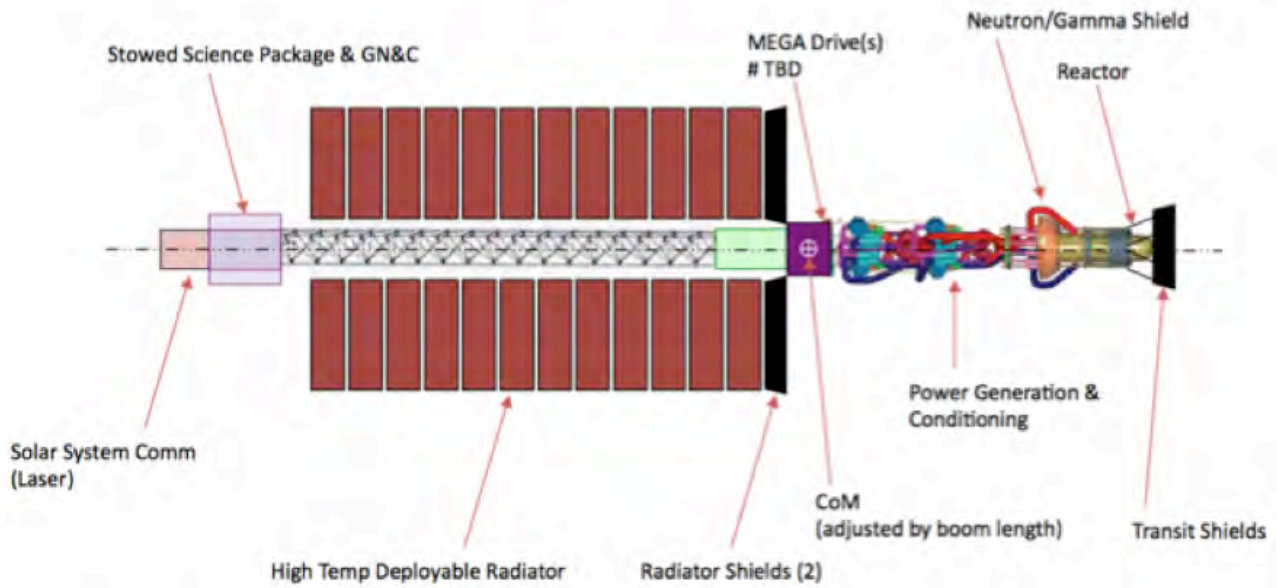 Stowed Science Package & GN&C
MEGA Drive(s)
# TBD
Neutron/Gamma Shield
Reactor
Solar System Comm
(Laser)
High Temp Deployable Radiator
Radiator Shields (2)
CoM
(adjusted by boom length)
Power Generation &
Conditioning
Transit Shields